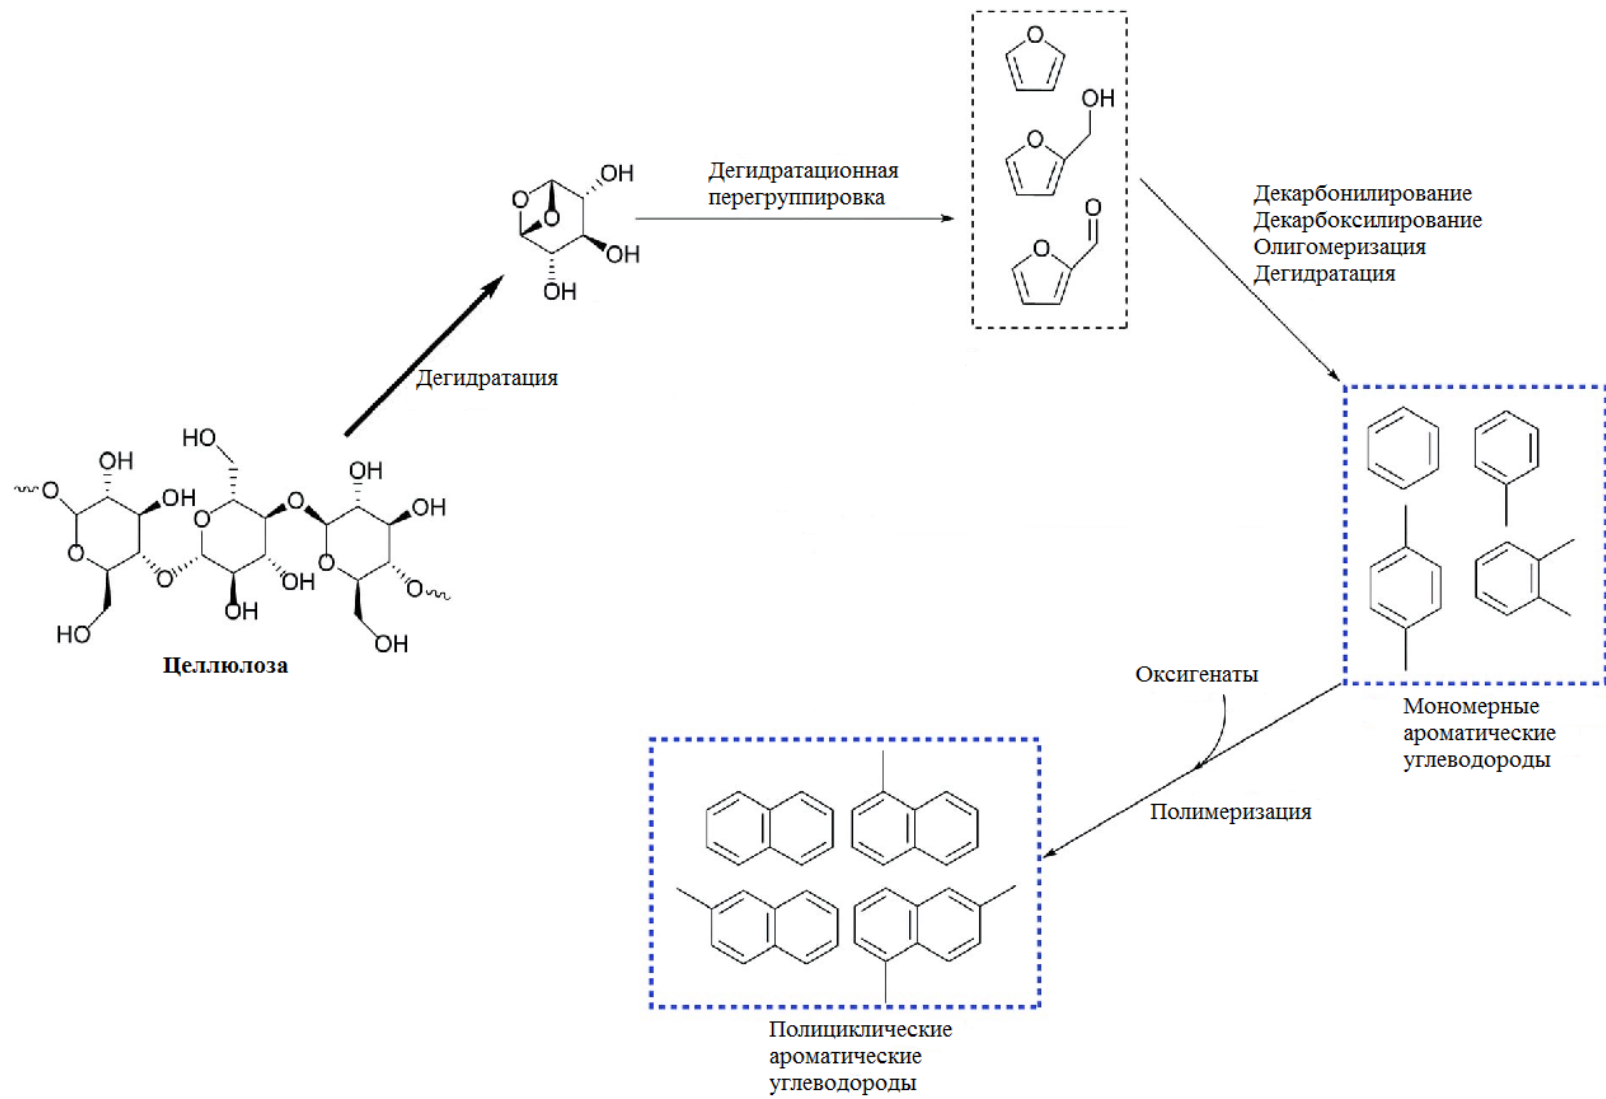 O
OH
O
OH
O
Дегидратационная
перегруппировка
OH
O
O
OH
OH
Декарбонилирование
Декарбоксилирование
Олигомеризация
Дегидратация
Дегидратация
HO
OH
OH
O
OH
O
OH
O
O
O
O
OH
O
OH
HO
OH
Целлюлоза
Оксигенаты
Мономерные
ароматические
углеводороды
Полимеризация
Полициклические
ароматические
углеводороды